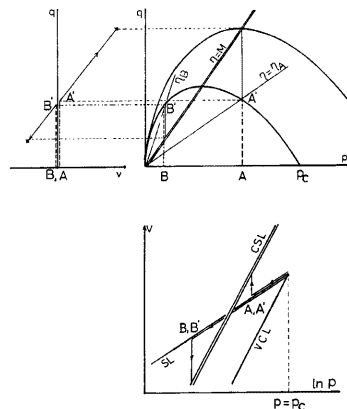 q
q
η=M
η_B
η=η_A
B'
A'
B'
A'
B, A
v
B
A
p_C
p
v
CSL
B, B'
A, A'
SL
VCL
ln p
p = p_C